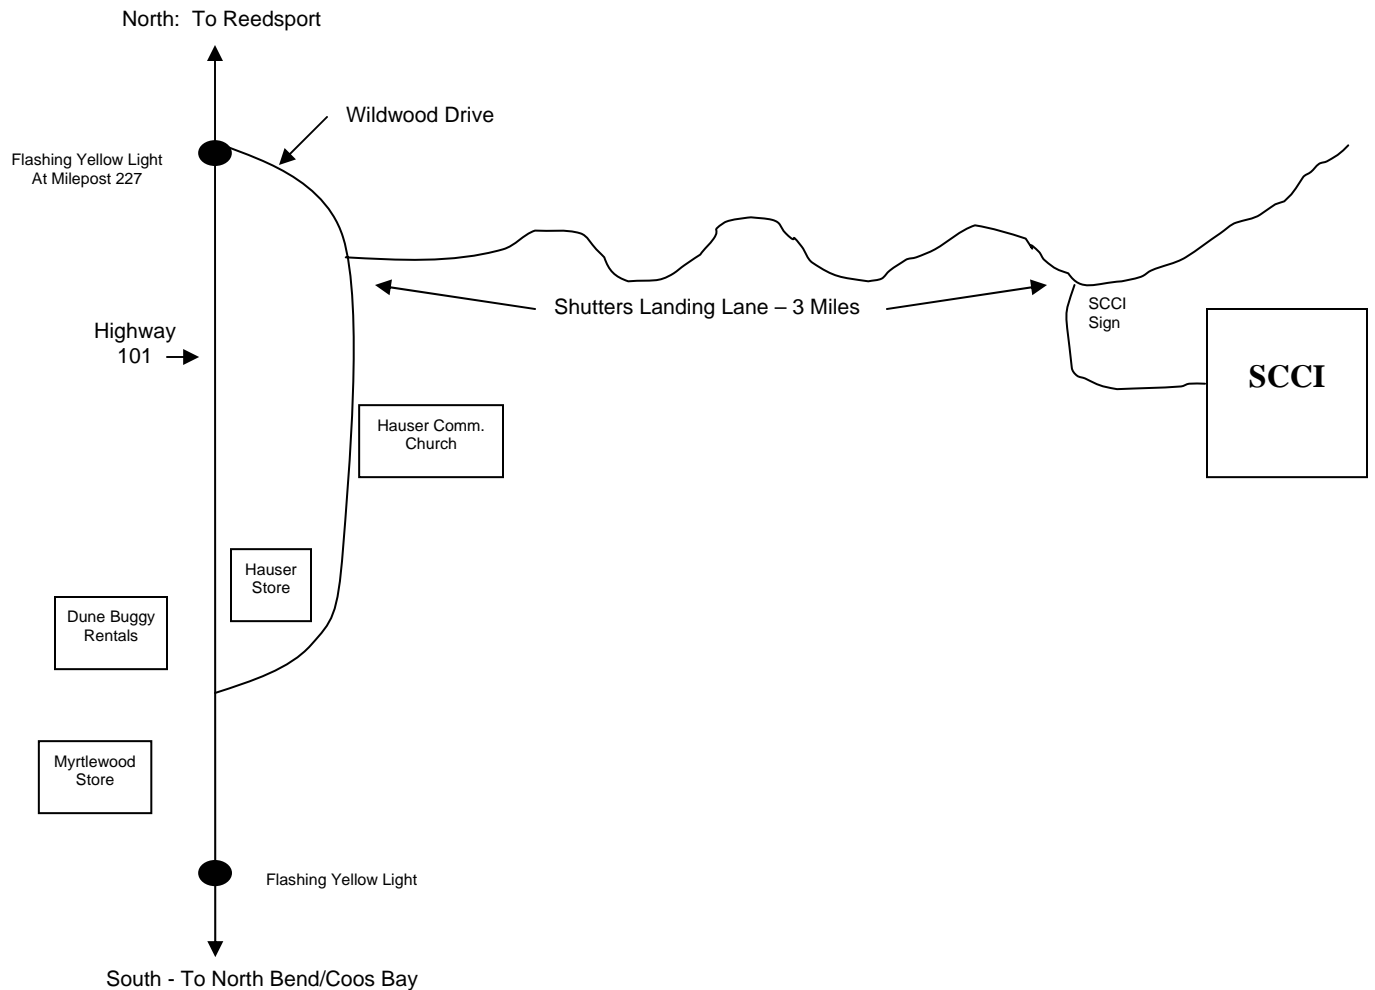 North:  To Reedsport
Wildwood Drive
Flashing Yellow Light
At Milepost 227
Shutters Landing Lane – 3 Miles
SCCI
Sign
Highway
101
SCCI
Hauser Comm.
Church
Hauser
Store
Dune Buggy
Rentals
Myrtlewood
Store
Flashing Yellow Light
South - To North Bend/Coos Bay